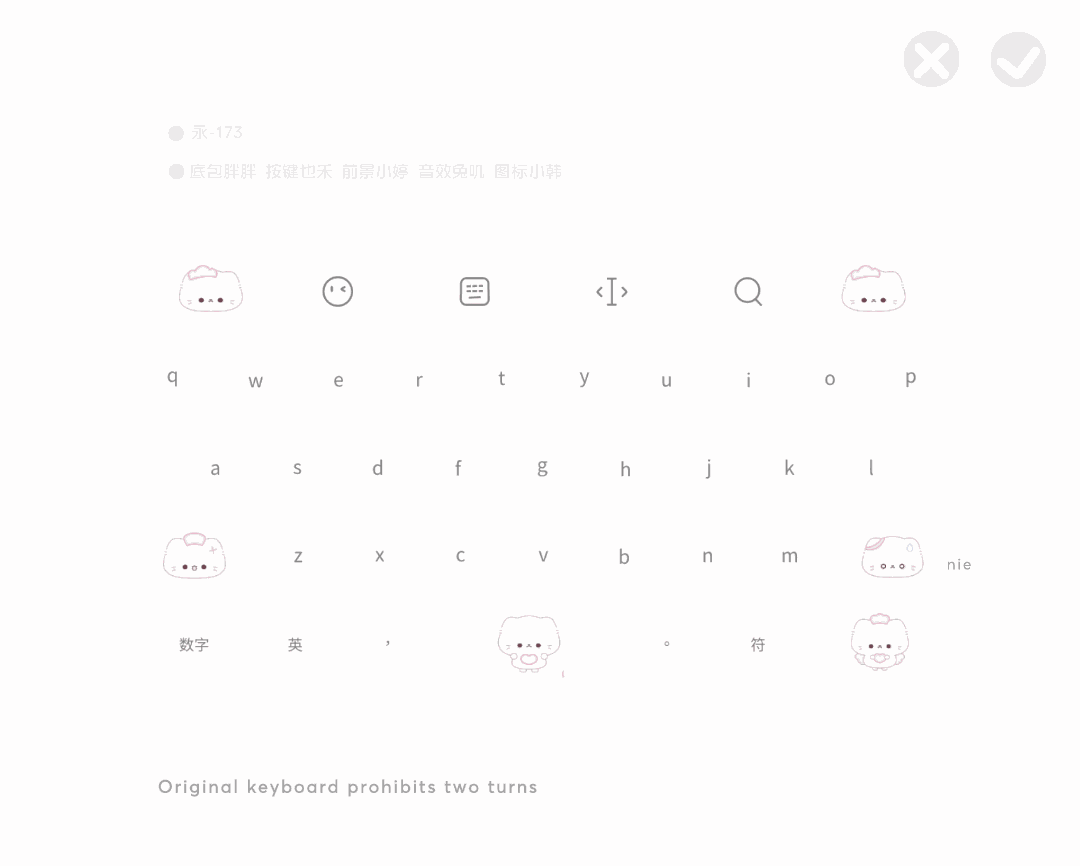 永-173
底包胖胖 按键也禾 前景小婷 音效兔叽 图标小韩
q w e r t y u i o p
a s d f g h j k l
z x c v b n m nie
数字 英 , 。 符
Original keyboard prohibits two turns